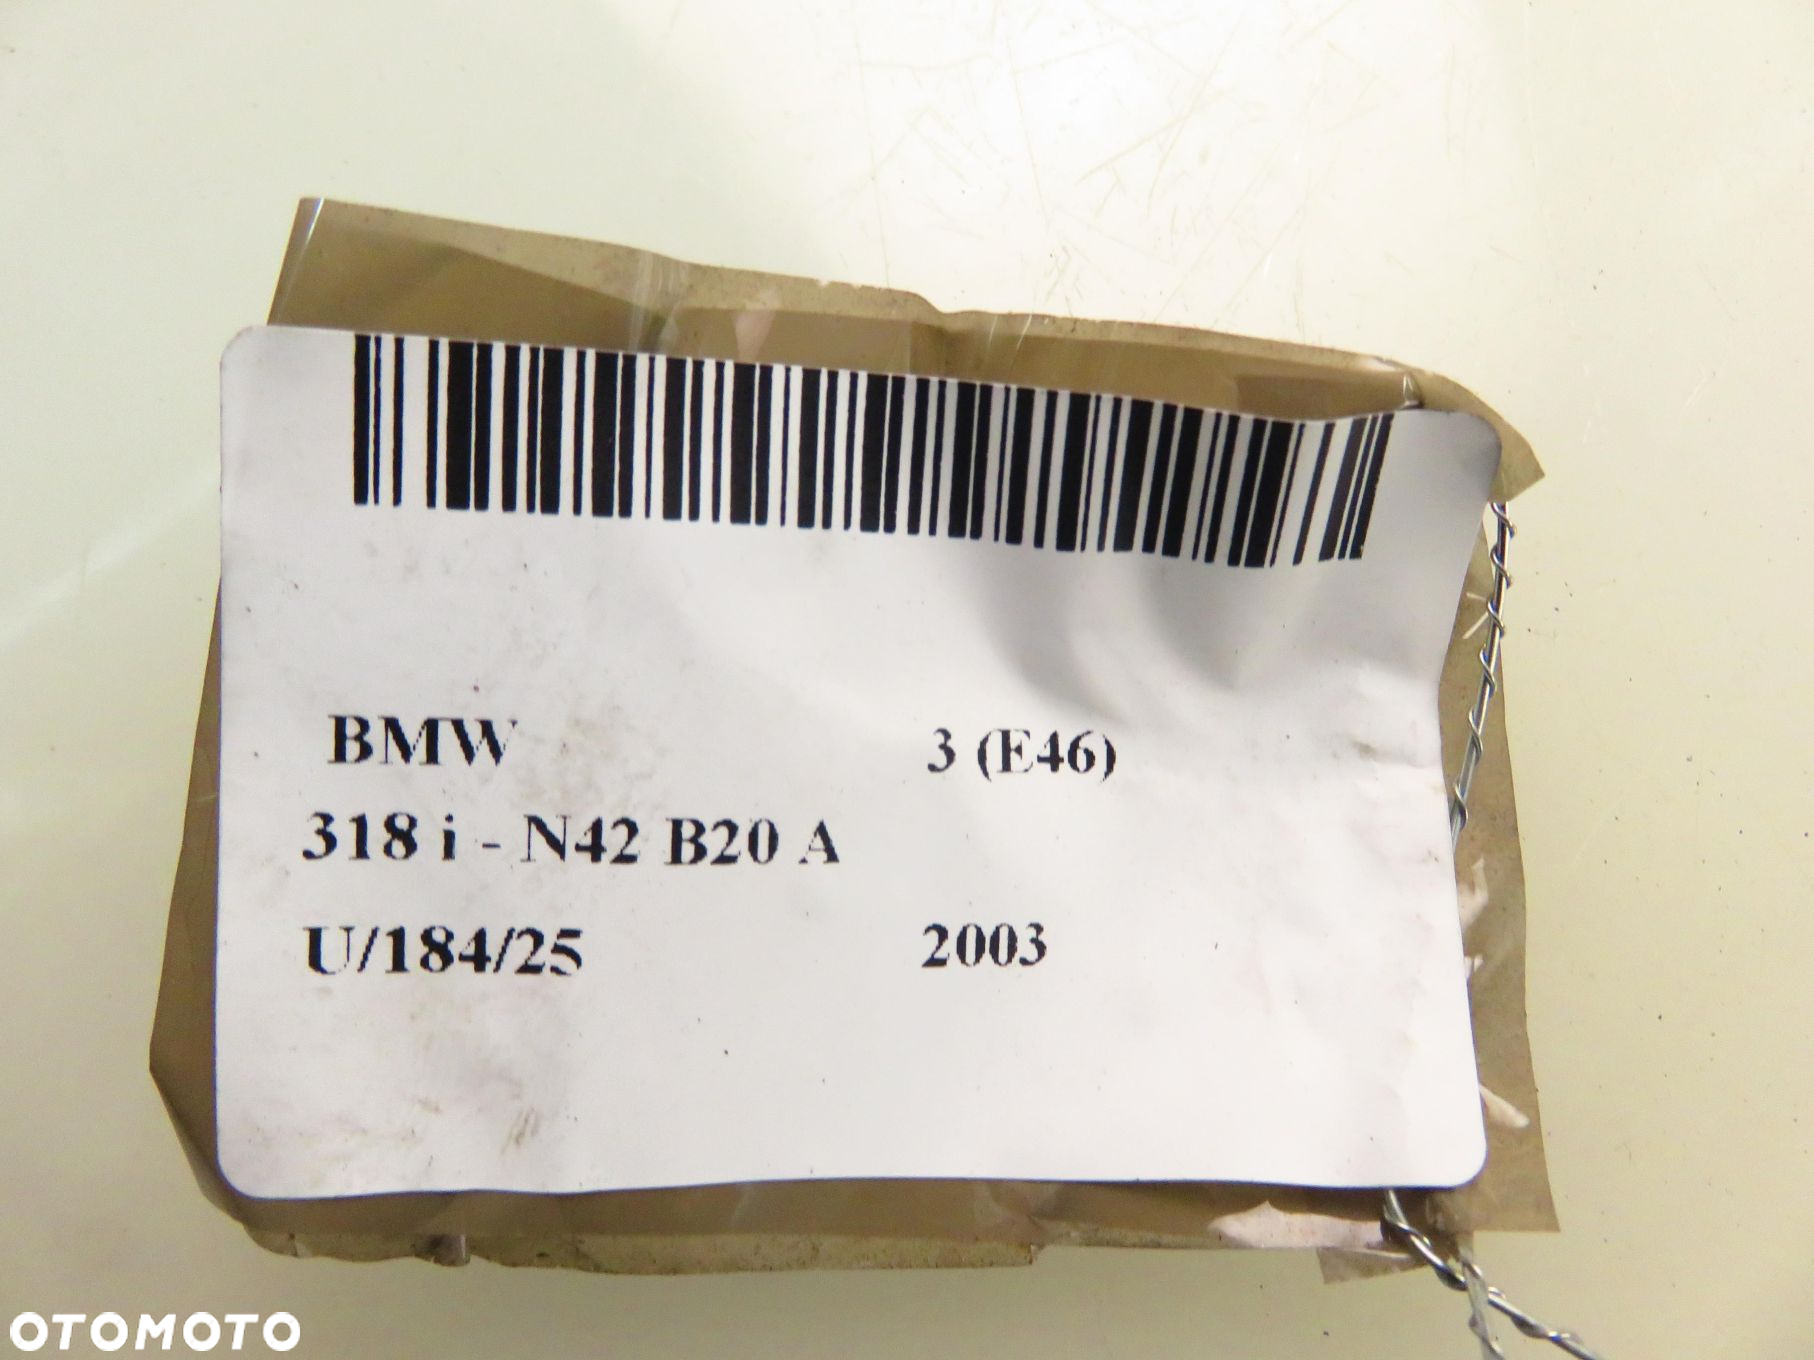 BMW 3 (E46)
318 i - N42 B20 A
U/184/25 2003
OTOMOTO